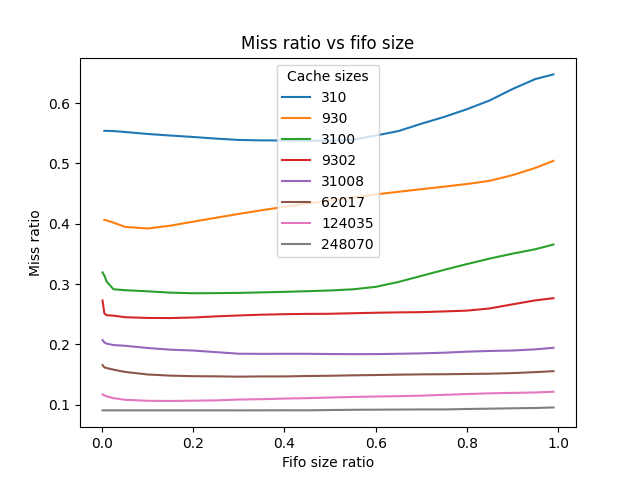 Miss ratio vs fifo size
Cache sizes
310
930
3100
9302
31008
62017
124035
248070
Miss ratio
0.6
0.5
0.4
0.3
0.2
0.1
0.0 0.2 0.4 0.6 0.8 1.0
Fifo size ratio